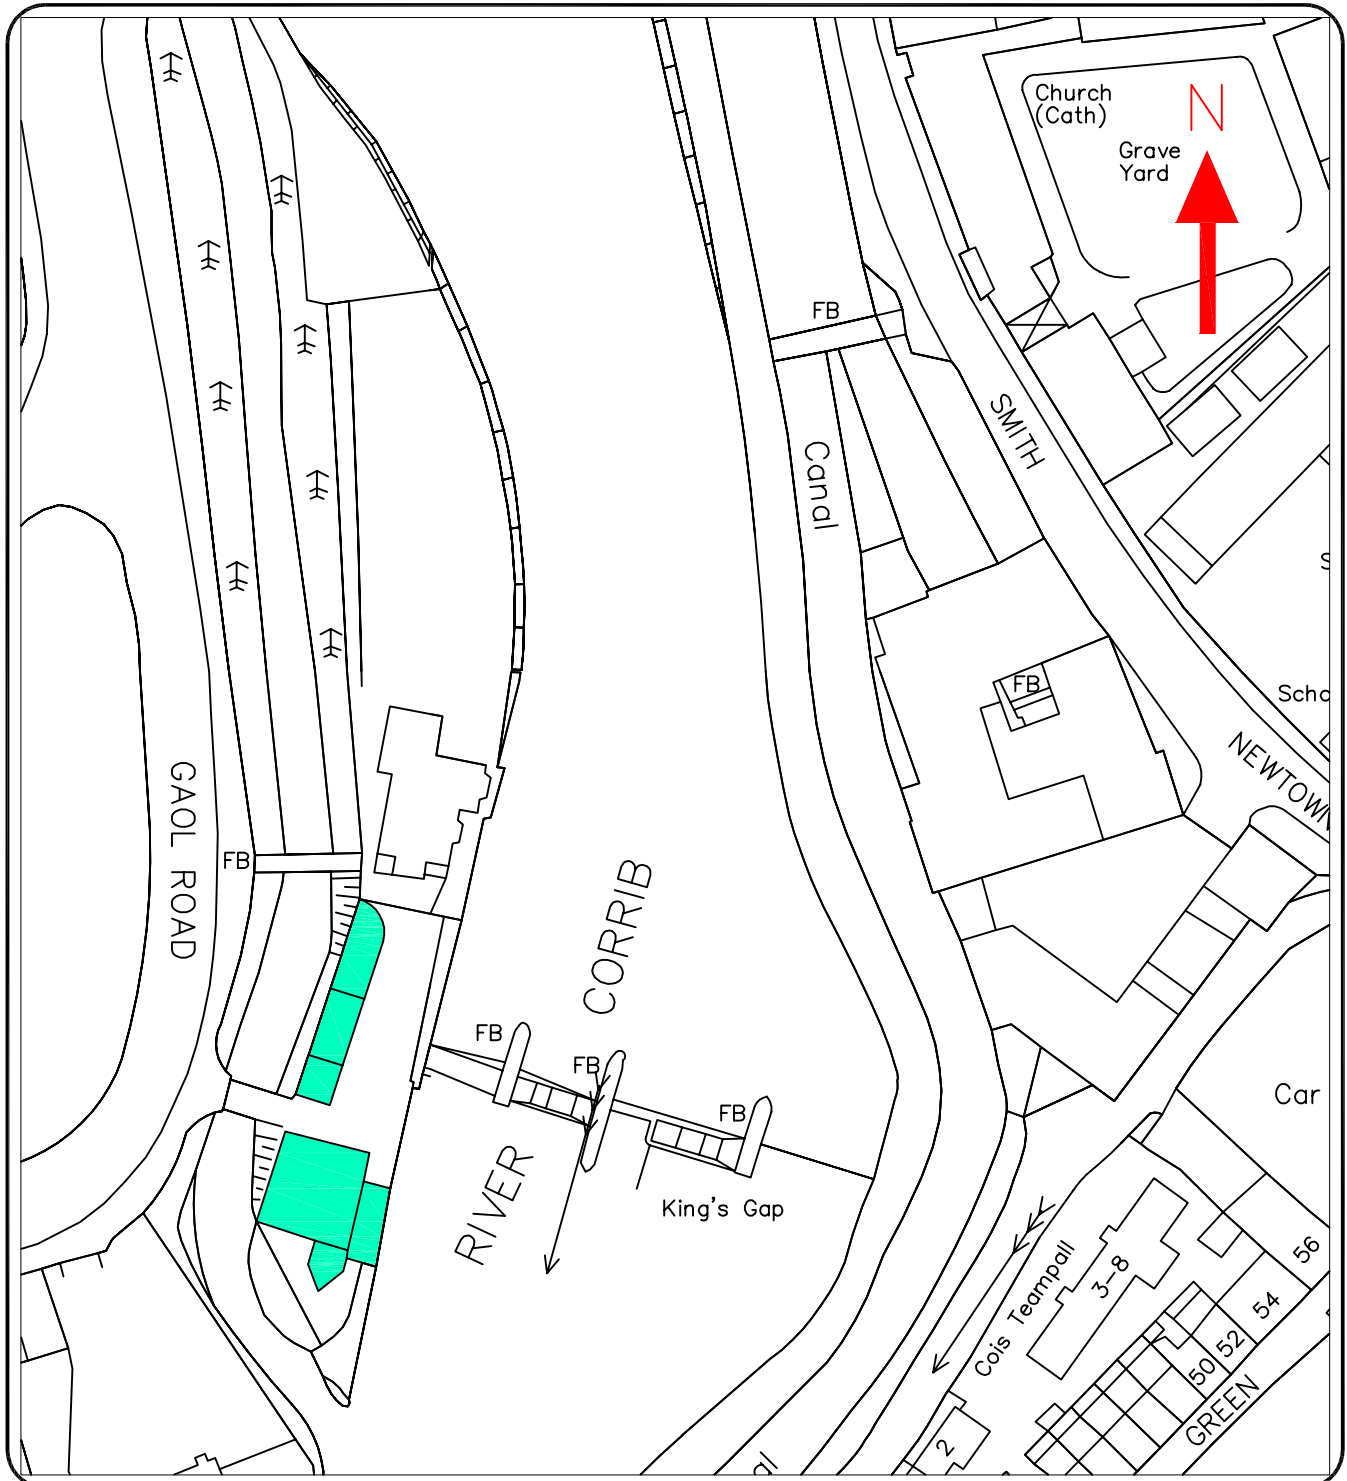 Church
(Cath)
N
Grave
Yard
FB
SMITH
Canal
FB
Scho
NEWTOWN
GAOL ROAD
FB
RIVER CORRIB
FB
FB
FB
King's Gap
Car
Cois Teampall
3-8
56
54
52
50
GREEN
2
al